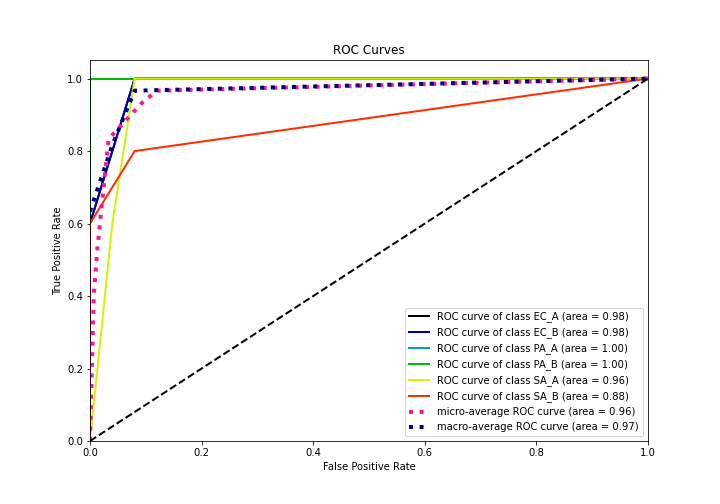 ROC Curves
True Positive Rate
1.0
0.8
0.6
0.4
0.2
0.0
0.0 0.2 0.4 0.6 0.8 1.0
False Positive Rate
ROC curve of class EC_A (area = 0.98)
ROC curve of class EC_B (area = 0.98)
ROC curve of class PA_A (area = 1.00)
ROC curve of class PA_B (area = 1.00)
ROC curve of class SA_A (area = 0.96)
ROC curve of class SA_B (area = 0.88)
micro-average ROC curve (area = 0.96)
macro-average ROC curve (area = 0.97)